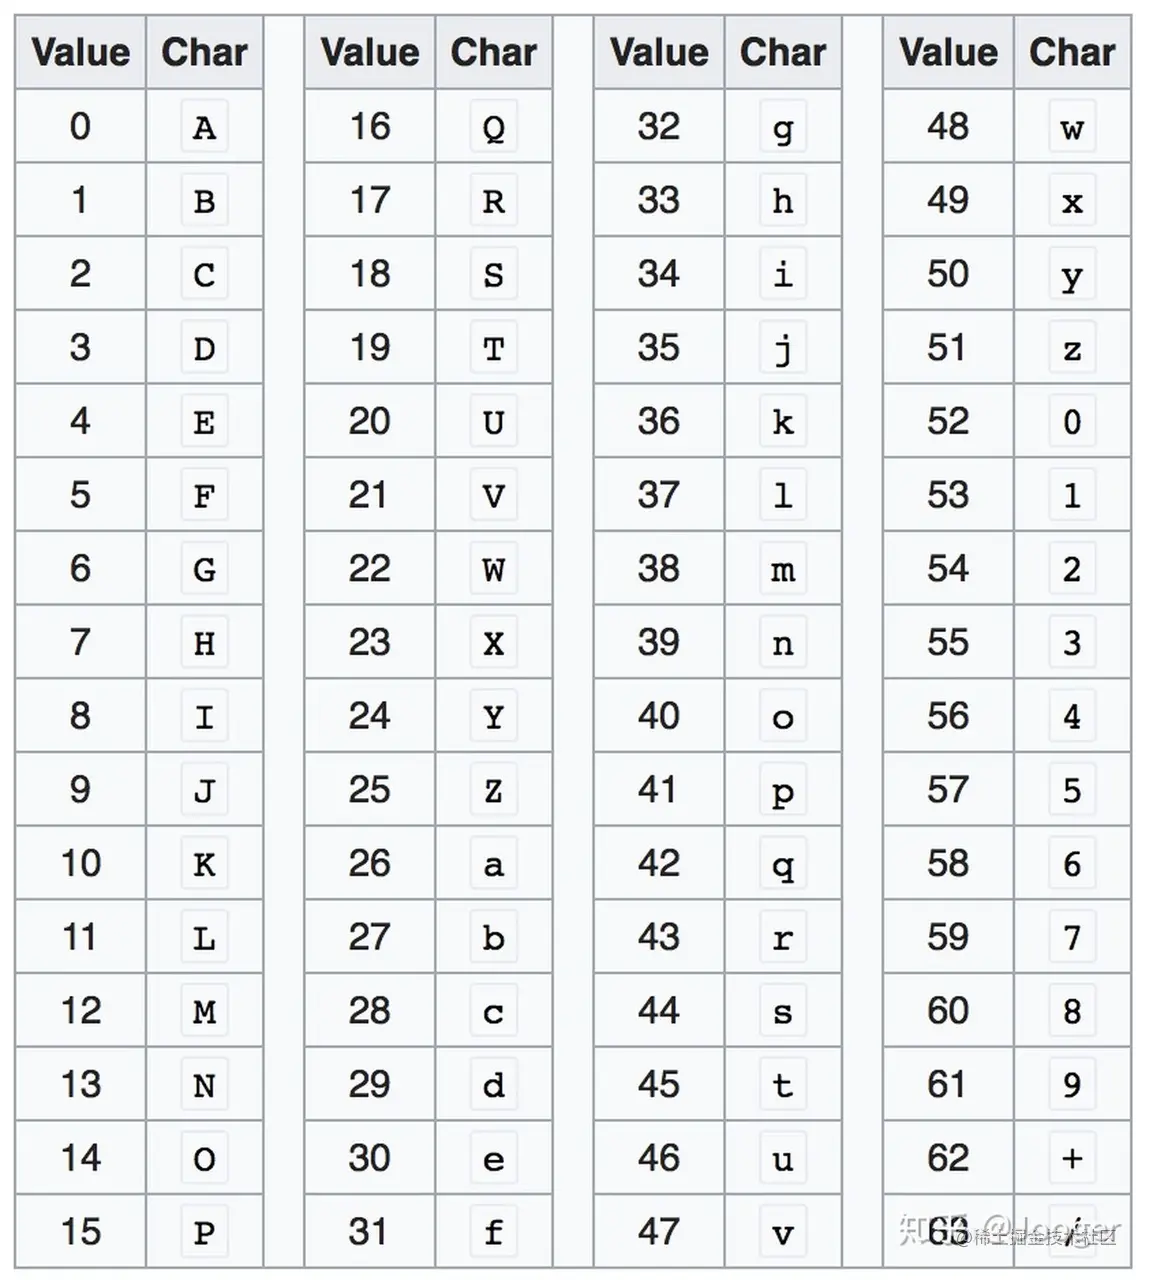 Value Char Value Char Value Char Value Char
0 A 16 Q 32 g 48 w
1 B 17 R 33 h 49 x
2 C 18 S 34 i 50 y
3 D 19 T 35 j 51 z
4 E 20 U 36 k 52 0
5 F 21 V 37 l 53 1
6 G 22 W 38 m 54 2
7 H 23 X 39 n 55 3
8 I 24 Y 40 o 56 4
9 J 25 Z 41 p 57 5
10 K 26 a 42 q 58 6
11 L 27 b 43 r 59 7
12 M 28 c 44 s 60 8
13 N 29 d 45 t 61 9
14 O 30 e 46 u 62 +
15 P 31 f 47 v 63 /
@稀土掘金技术社区